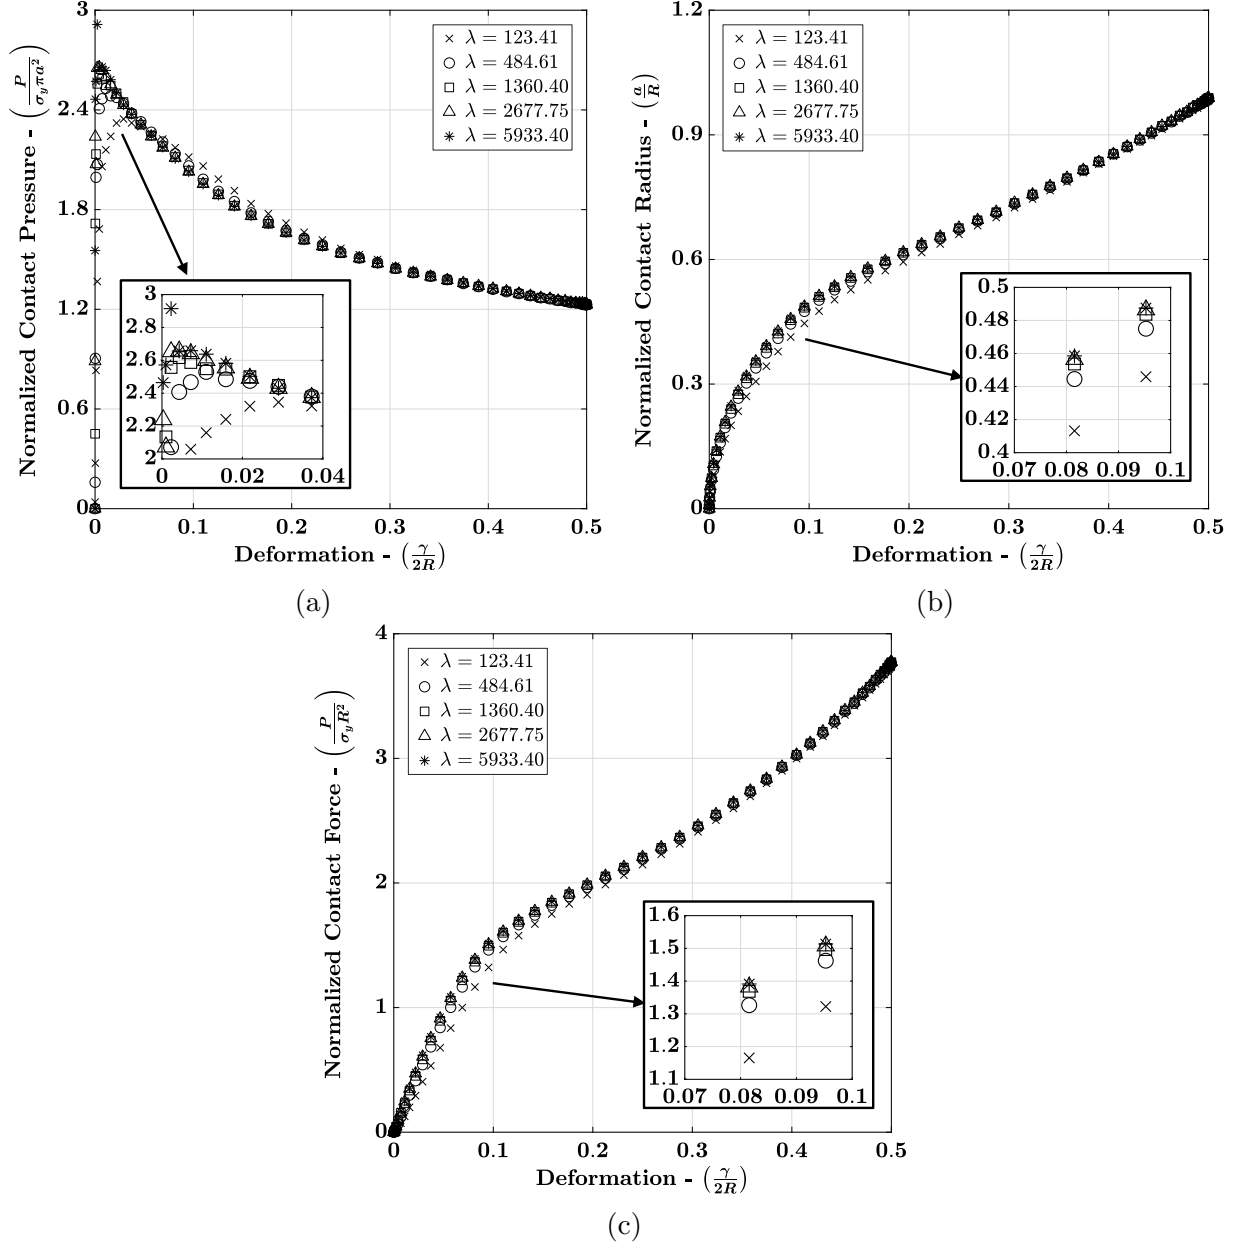 Normalized Contact Pressure - (P/σ_yπa²)
3
2.4
1.8
1.2
0.6
0
λ = 123.41
λ = 484.61
λ = 1360.40
λ = 2677.75
λ = 5933.40
3
2.8
2.6
2.4
2.2
2
0 0.02 0.04
0 0.1 0.2 0.3 0.4 0.5
Deformation - (γ/2R)
(a)
Normalized Contact Radius - (a/R)
1.2
0.9
0.6
0.3
0
λ = 123.41
λ = 484.61
λ = 1360.40
λ = 2677.75
λ = 5933.40
0.5
0.48
0.46
0.44
0.42
0.4
0.07 0.08 0.09 0.1
0 0.1 0.2 0.3 0.4 0.5
Deformation - (γ/2R)
(b)
Normalized Contact Force - (P/σ_yR²)
4
3
2
1
0
λ = 123.41
λ = 484.61
λ = 1360.40
λ = 2677.75
λ = 5933.40
1.6
1.5
1.4
1.3
1.2
1.1
0.07 0.08 0.09 0.1
0 0.1 0.2 0.3 0.4 0.5
Deformation - (γ/2R)
(c)